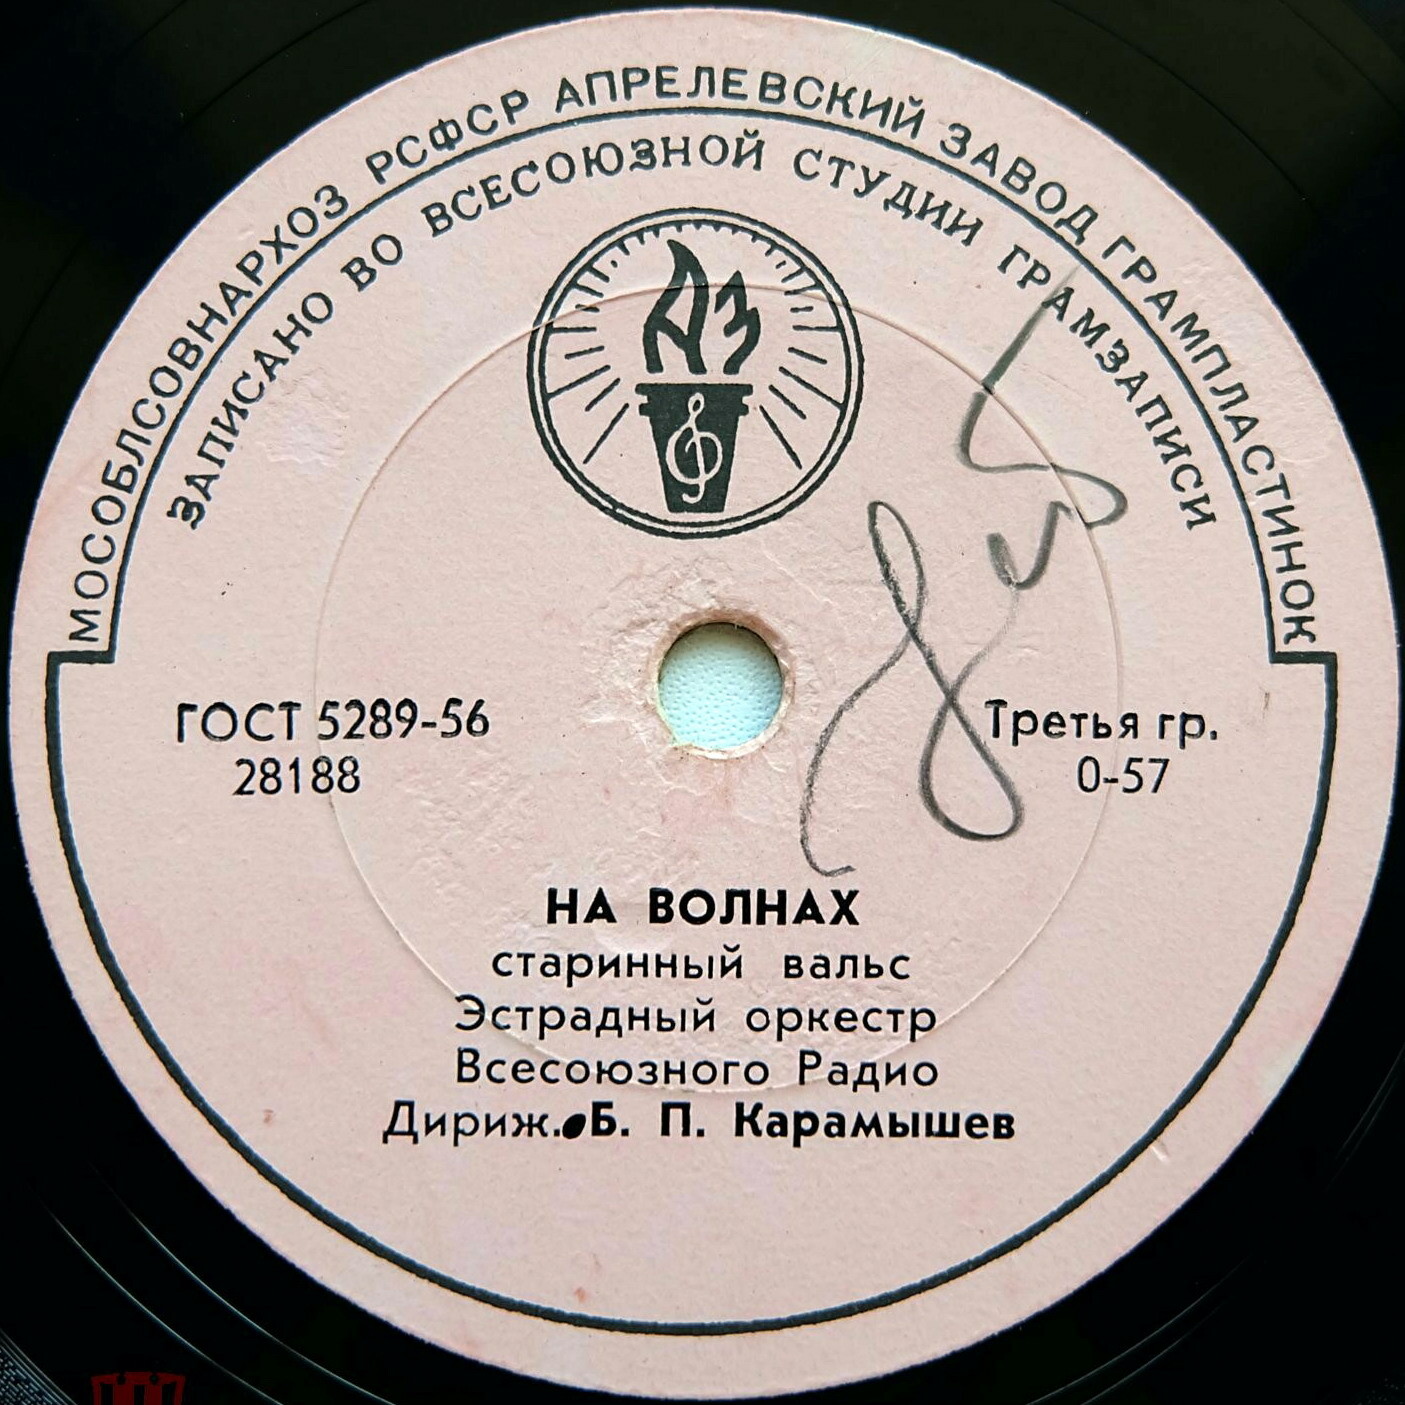 МОСОБЛСОВНАРХОЗ РСФСР АПРЕЛЕВСКИЙ ЗАВОД ГРАМПЛАСТИНОК
ЗАПИСАНО ВО ВСЕСОЮЗНОЙ СТУДИИ ГРАМЗАПИСИ
АЗ
ГОСТ 5289-56
28188
Третья гр.
0-57
НА ВОЛНАХ
старинный вальс
Эстрадный оркестр
Всесоюзного Радио
Дириж. Б. П. Карамышев